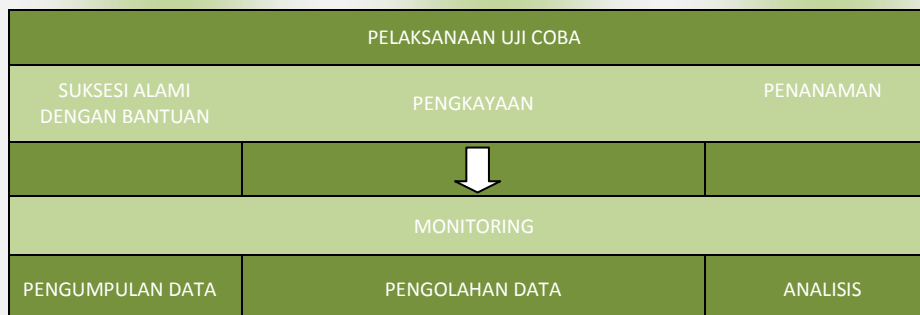 PELAKSANAAN UJI COBA
SUKSESI ALAMI
DENGAN BANTUAN
PENGKAYAAN
PENANAMAN
MONITORING
PENGUMPULAN DATA
PENGOLAHAN DATA
ANALISIS